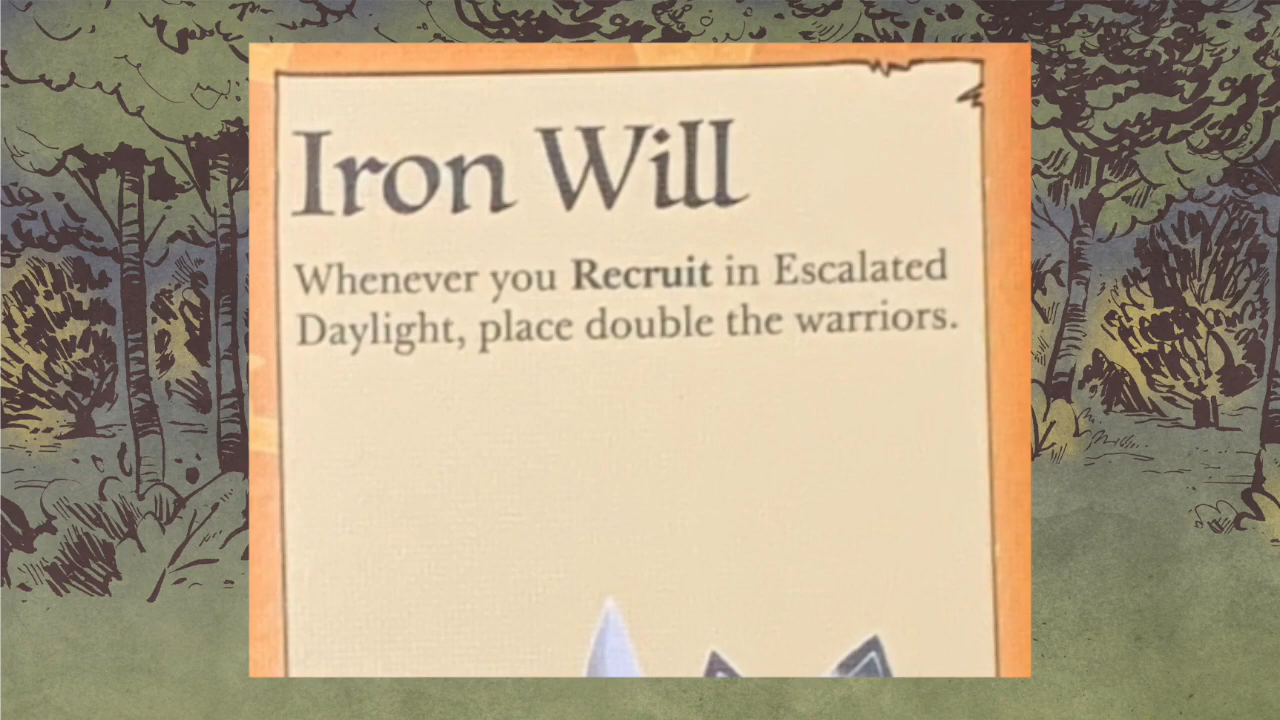 Iron Will
Whenever you Recruit in Escalated
Daylight, place double the warriors.